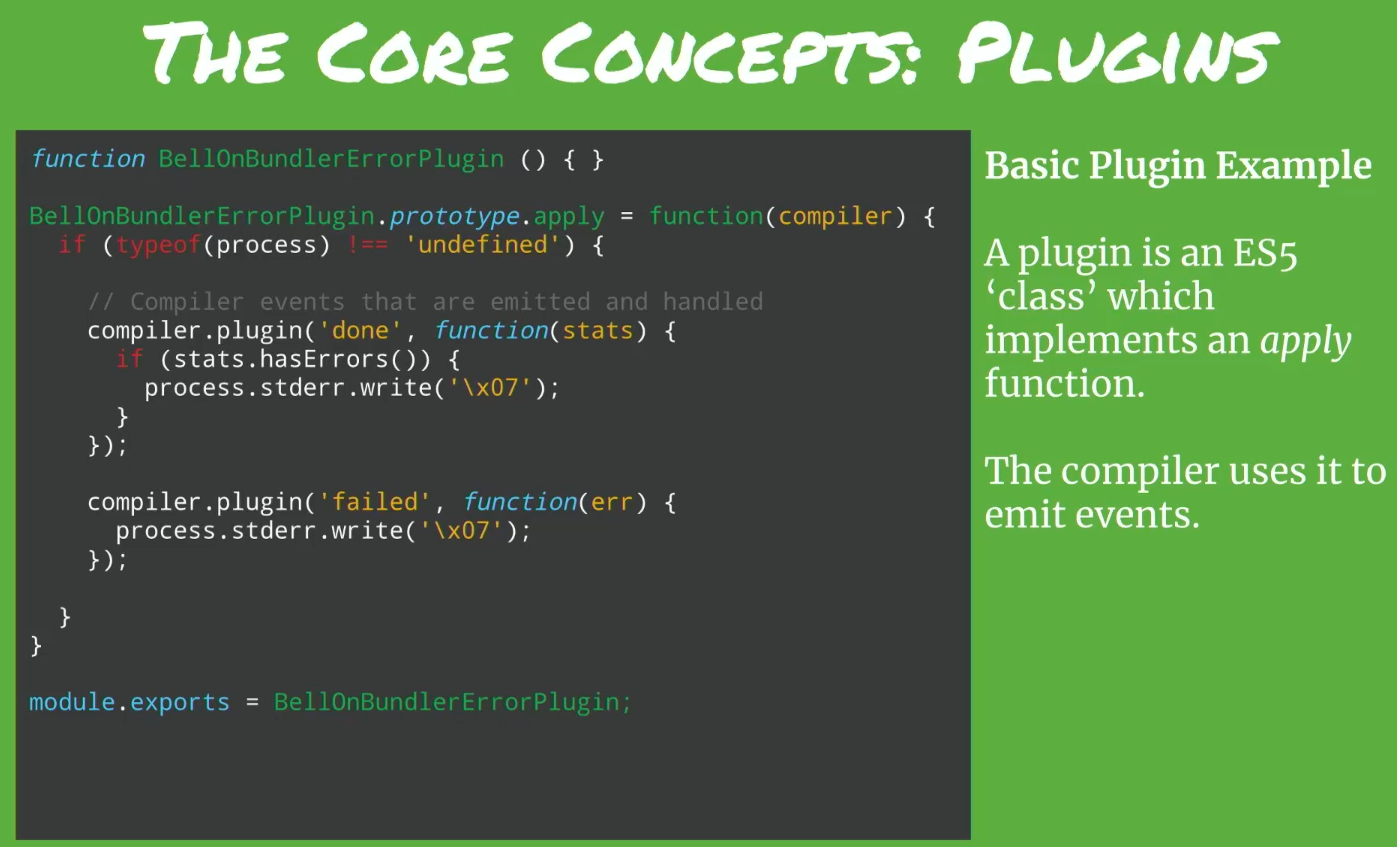 The Core Concepts: Plugins
function BellOnBundlerErrorPlugin () { }
BellOnBundlerErrorPlugin.prototype.apply = function(compiler) {
  if (typeof(process) !== 'undefined') {
    // Compiler events that are emitted and handled
    compiler.plugin('done', function(stats) {
      if (stats.hasErrors()) {
        process.stderr.write('\x07');
      }
    });
    compiler.plugin('failed', function(err) {
      process.stderr.write('\x07');
    });
  }
}
module.exports = BellOnBundlerErrorPlugin;
Basic Plugin Example
A plugin is an ES5
‘class’ which
implements an apply
function.
The compiler uses it to
emit events.